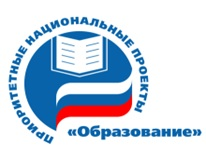 ПРИОРИТЕТНЫЕ НАЦИОНАЛЬНЫЕ ПРОЕКТЫ
«Образование»